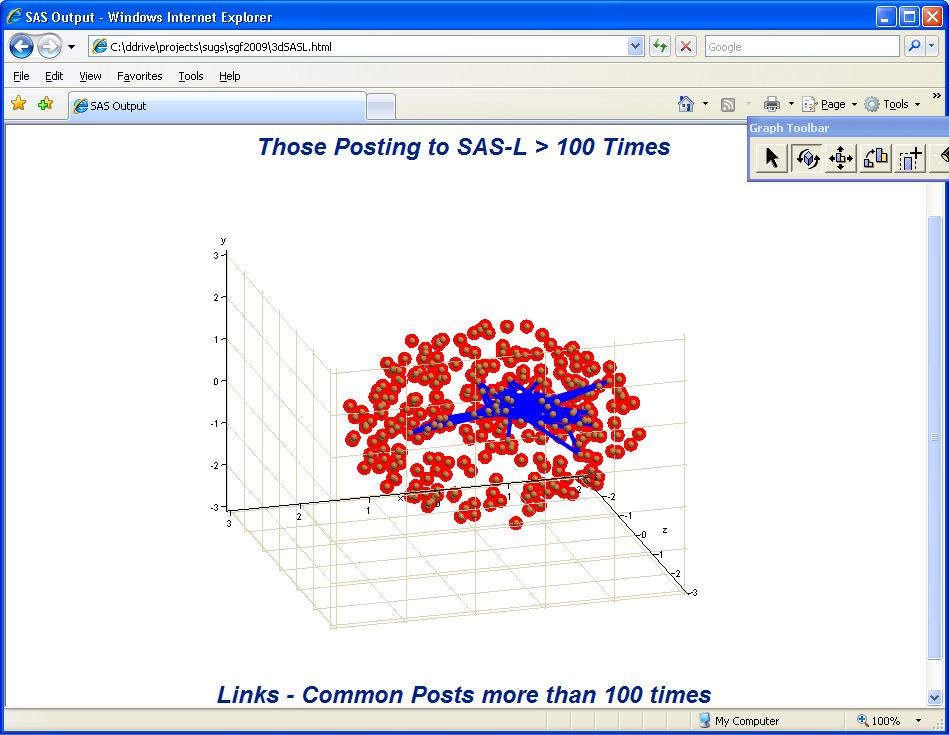 SAS Output - Windows Internet Explorer
C:\ddrive\projects\sugs\sgf2009\3dSASL.html
Google
File Edit View Favorites Tools Help
SAS Output
Page Tools
Graph Toolbar
Those Posting to SAS-L > 100 Times
y
3
2
1
0
-1
-2
-3
3
2
1
x
0
1
2
-2
-1
0
z
1
2
3
Links - Common Posts more than 100 times
My Computer
100%